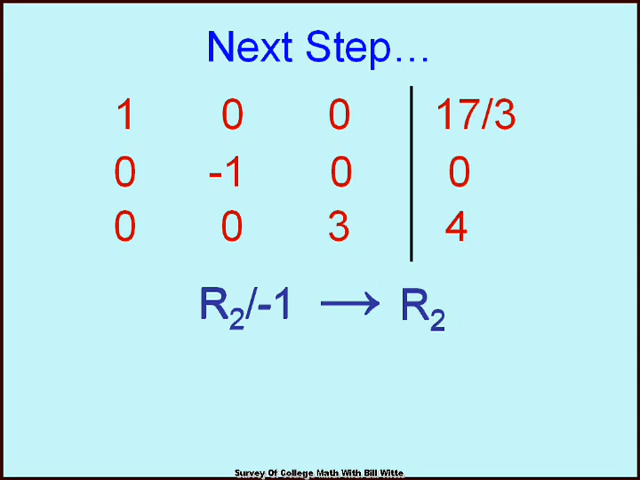 Next Step...
1 0 0 | 17/3
0 -1 0 | 0
0 0 3 | 4
R₂/-1 → R₂
Survey Of College Math With Bill Witte